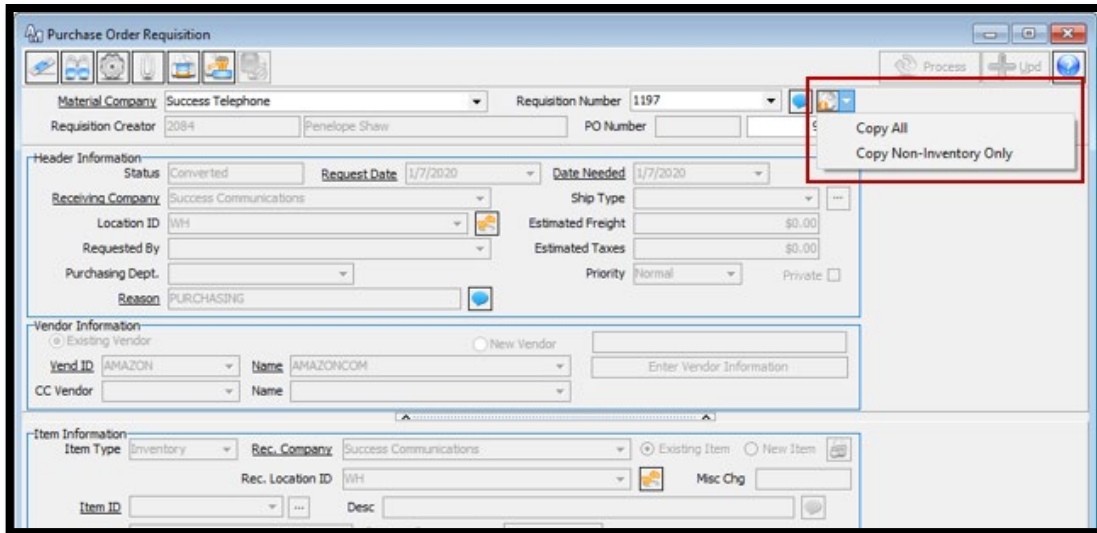 Purchase Order Requisition
Process Upd
Material Company Success Telephone Requisition Number 1197
Requisition Creator 2084 Penelope Shaw PO Number 9
Copy All
Copy Non-Inventory Only
Header Information
Status Converted Request Date 1/7/2020 Date Needed 1/7/2020
Receiving Company Success Communications Ship Type ...
Location ID WH Estimated Freight $0.00
Requested By Estimated Taxes $0.00
Purchasing Dept. Priority Normal Private
Reason PURCHASING
Vendor Information
Existing Vendor New Vendor
Vend ID AMAZON Name AMAZONCOM Enter Vendor Information
CC Vendor Name
Item Information
Item Type Inventory Rec. Company Success Communications Existing Item New Item
Rec. Location ID WH Misc Chg
Item ID ... Desc